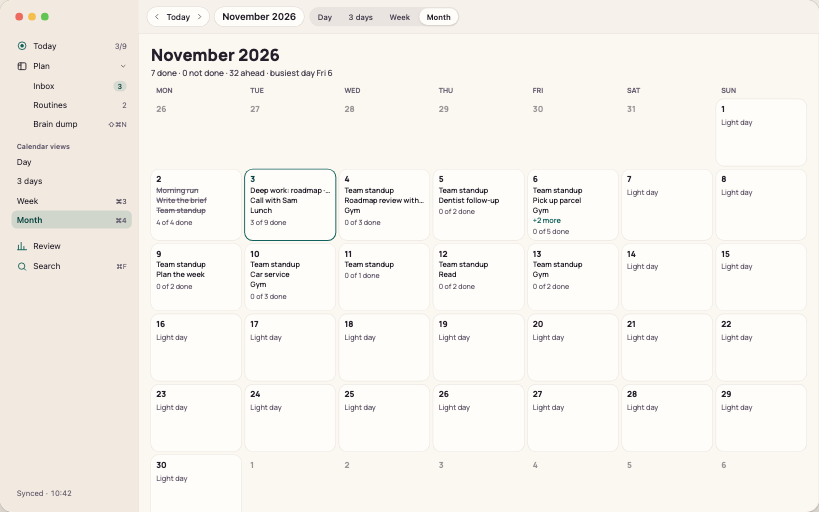 Today 3/9
Plan
Inbox 3
Routines 2
Brain dump ⇧⌘N
Calendar views
Day
3 days
Week ⌘3
Month ⌘4
Review
Search ⌘F
Synced · 10:42
Today
November 2026
Day 3 days Week Month
November 2026
7 done · 0 not done · 32 ahead · busiest day Fri 6
MON TUE WED THU FRI SAT SUN
26 27 28 29 30 31
1
Light day
2
Morning run
Write the brief
Team standup
4 of 4 done
3
Deep work: roadmap ·…
Call with Sam
Lunch
3 of 9 done
4
Team standup
Roadmap review with…
Gym
0 of 3 done
5
Team standup
Dentist follow-up
0 of 2 done
6
Team standup
Pick up parcel
Gym
+2 more
0 of 5 done
7
Light day
8
Light day
9
Team standup
Plan the week
0 of 2 done
10
Team standup
Car service
Gym
0 of 3 done
11
Team standup
0 of 1 done
12
Team standup
Read
0 of 2 done
13
Team standup
Gym
0 of 2 done
14
Light day
15
Light day
16
Light day
17
Light day
18
Light day
19
Light day
20
Light day
21
Light day
22
Light day
23
Light day
24
Light day
25
Light day
26
Light day
27
Light day
28
Light day
29
Light day
30
Light day
1 2 3 4 5 6